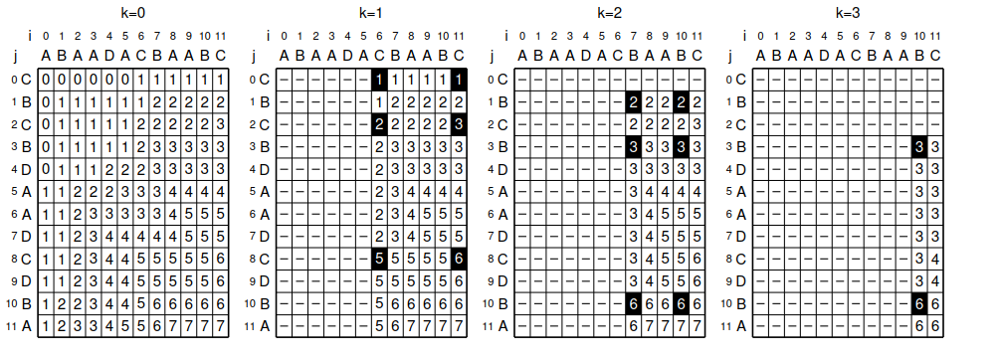 k=0 k=1 k=2 k=3
i 0 1 2 3 4 5 6 7 8 9 10 11 i 0 1 2 3 4 5 6 7 8 9 10 11 i 0 1 2 3 4 5 6 7 8 9 10 11 i 0 1 2 3 4 5 6 7 8 9 10 11
j A B A A D A C B A A B C j A B A A D A C B A A B C j A B A A D A C B A A B C j A B A A D A C B A A B C
0 C 0 0 0 0 0 0 1 1 1 1 1 1 0 C – – – – – – 1 1 1 1 1 1 0 C – – – – – – – – – – – – 0 C – – – – – – – – – – – –
1 B 0 1 1 1 1 1 1 2 2 2 2 2 1 B – – – – – – 1 2 2 2 2 2 1 B – – – – – – – 2 2 2 2 2 1 B – – – – – – – – – – – –
2 C 0 1 1 1 1 1 2 2 2 2 2 3 2 C – – – – – – 2 2 2 2 2 3 2 C – – – – – – – 2 2 2 2 3 2 C – – – – – – – – – – – –
3 B 0 1 1 1 1 1 2 3 3 3 3 3 3 B – – – – – – 2 3 3 3 3 3 3 B – – – – – – – 3 3 3 3 3 3 B – – – – – – – – – – 3 3
4 D 0 1 1 1 2 2 2 3 3 3 3 3 4 D – – – – – – 2 3 3 3 3 3 4 D – – – – – – – 3 3 3 3 3 4 D – – – – – – – – – – 3 3
5 A 1 1 2 2 2 3 3 3 4 4 4 4 5 A – – – – – – 2 3 4 4 4 4 5 A – – – – – – – 3 4 4 4 4 5 A – – – – – – – – – – 3 3
6 A 1 1 2 3 3 3 3 3 4 5 5 5 6 A – – – – – – 2 3 4 5 5 5 6 A – – – – – – – 3 4 5 5 5 6 A – – – – – – – – – – 3 3
7 D 1 1 2 3 4 4 4 4 4 5 5 5 7 D – – – – – – 2 3 4 5 5 5 7 D – – – – – – – 3 4 5 5 5 7 D – – – – – – – – – – 3 3
8 C 1 1 2 3 4 4 5 5 5 5 5 6 8 C – – – – – – 5 5 5 5 5 6 8 C – – – – – – – 3 4 5 5 6 8 C – – – – – – – – – – 3 4
9 D 1 1 2 3 4 4 5 5 5 5 5 6 9 D – – – – – – 5 5 5 5 5 6 9 D – – – – – – – 3 4 5 5 6 9 D – – – – – – – – – – 3 4
10 B 1 2 2 3 4 4 5 6 6 6 6 6 10 B – – – – – – 5 6 6 6 6 6 10 B – – – – – – – 6 6 6 6 6 10 B – – – – – – – – – – 6 6
11 A 1 2 3 3 4 5 5 6 7 7 7 7 11 A – – – – – – 5 6 7 7 7 7 11 A – – – – – – – 6 7 7 7 7 11 A – – – – – – – – – – 6 6